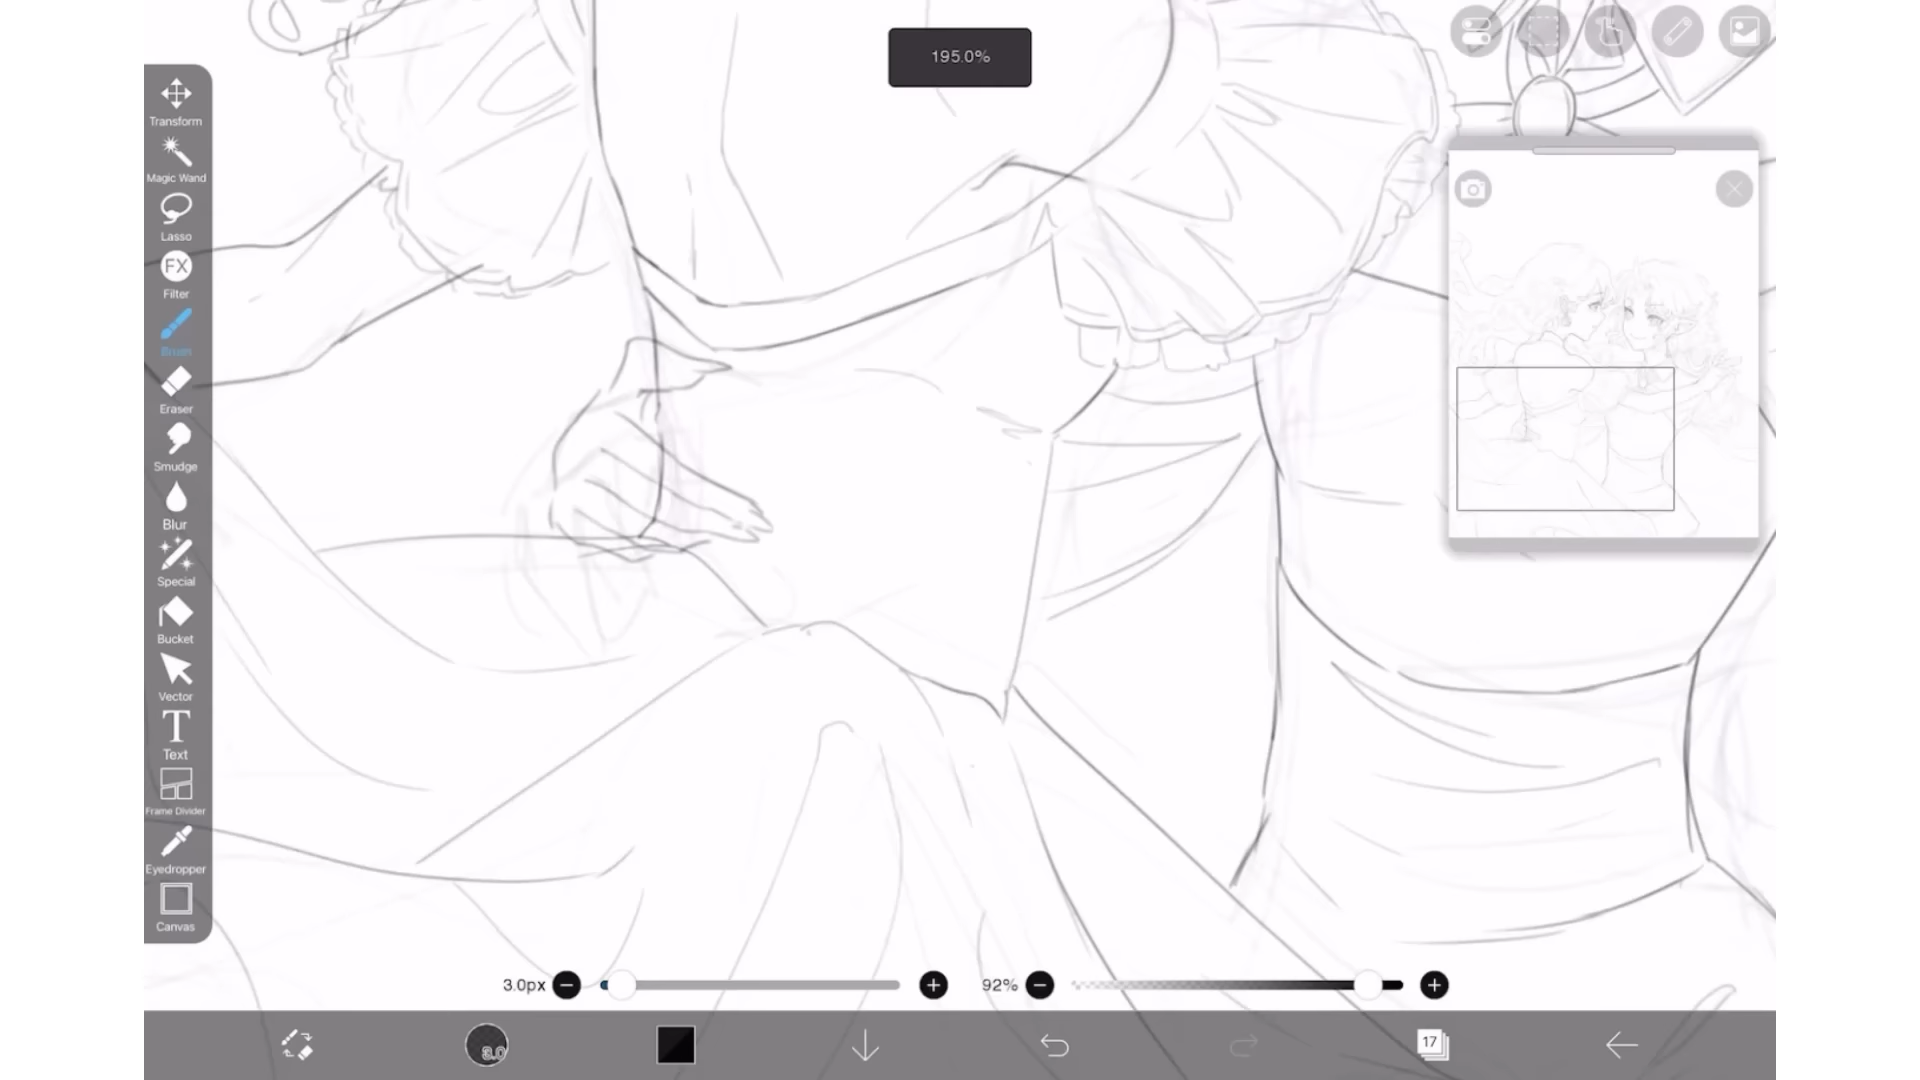 195.0%
Transform
Magic Wand
Lasso
FX
Filter
Brush
Eraser
Smudge
Blur
Special
Bucket
Vector
T
Text
Frame Divider
Eyedropper
Canvas
3.0px
92%
3.0
17